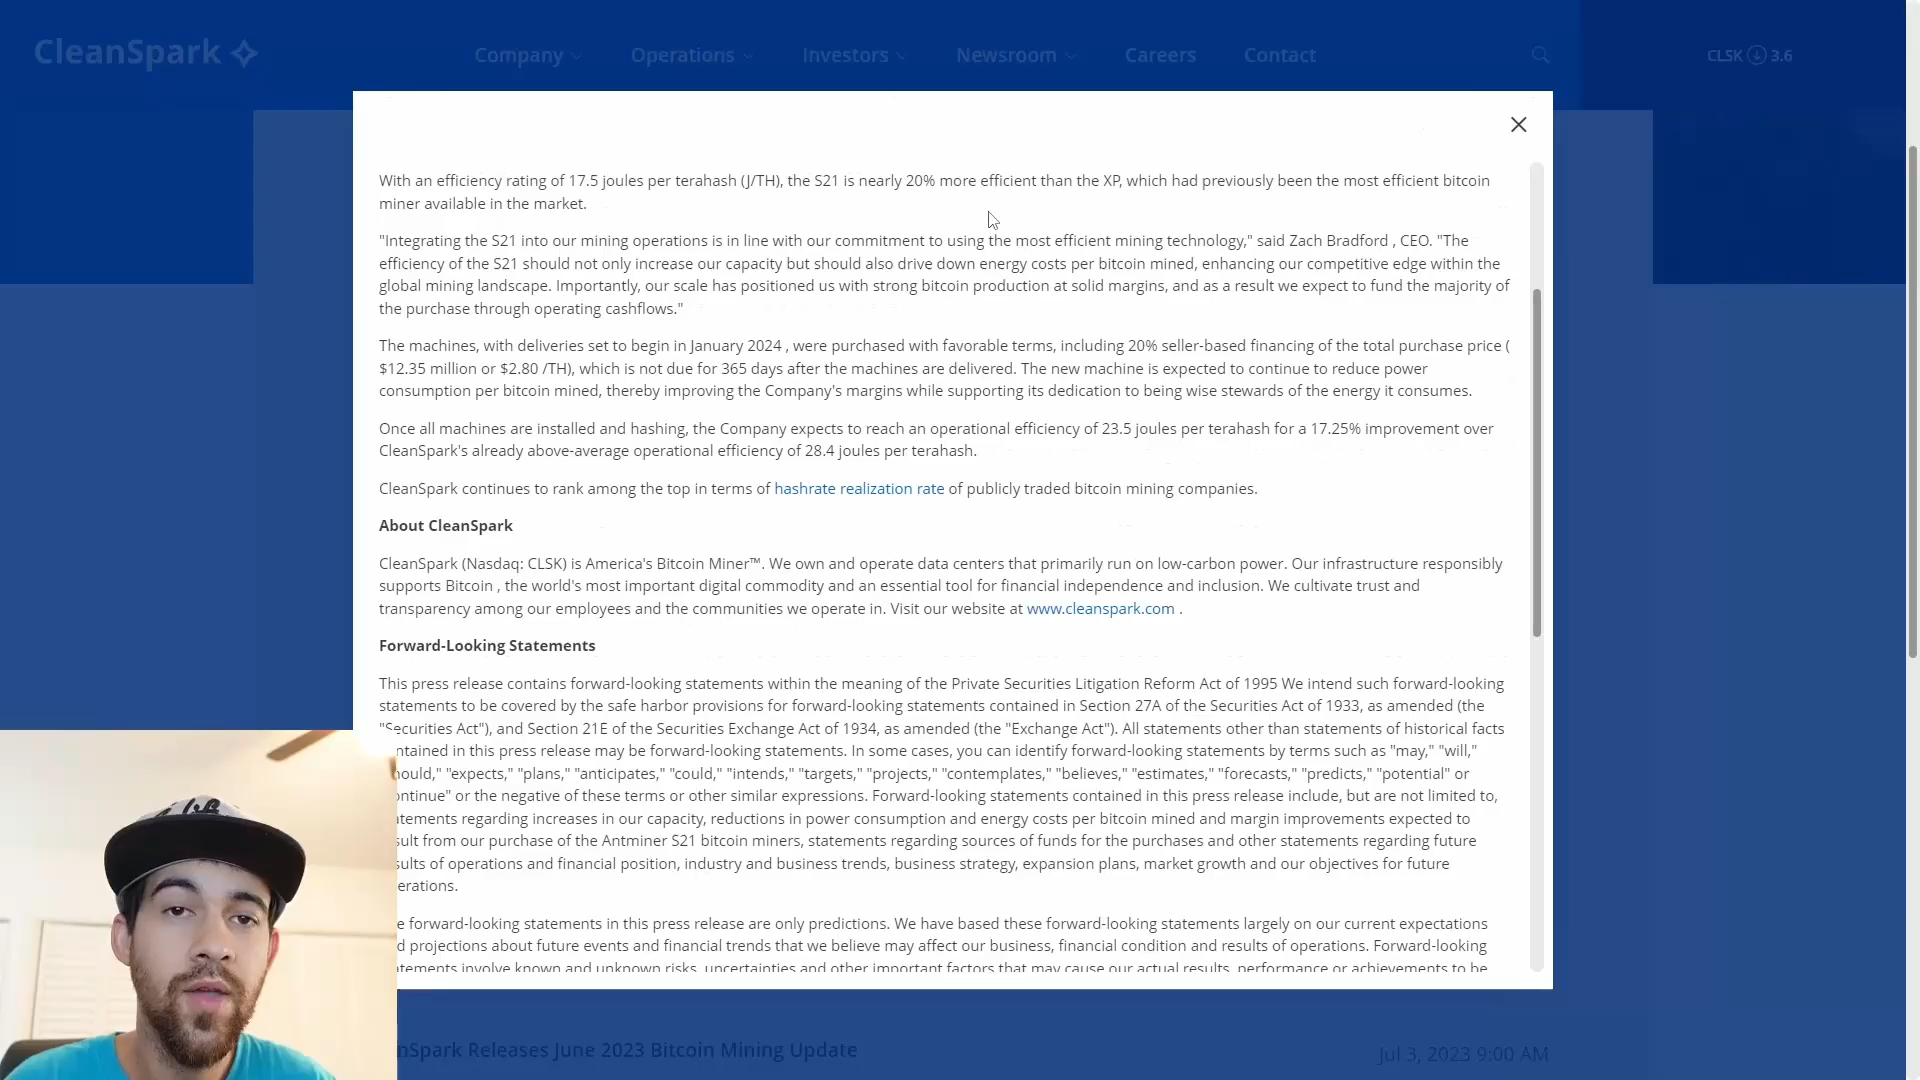 CleanSpark
Company Operations Investors Newsroom Careers Contact CLSK 3.6
With an efficiency rating of 17.5 joules per terahash (J/TH), the S21 is nearly 20% more efficient than the XP, which had previously been the most efficient bitcoin
miner available in the market.
"Integrating the S21 into our mining operations is in line with our commitment to using the most efficient mining technology," said Zach Bradford , CEO. "The
efficiency of the S21 should not only increase our capacity but should also drive down energy costs per bitcoin mined, enhancing our competitive edge within the
global mining landscape. Importantly, our scale has positioned us with strong bitcoin production at solid margins, and as a result we expect to fund the majority of
the purchase through operating cashflows."
The machines, with deliveries set to begin in January 2024 , were purchased with favorable terms, including 20% seller-based financing of the total purchase price (
$12.35 million or $2.80 /TH), which is not due for 365 days after the machines are delivered. The new machine is expected to continue to reduce power
consumption per bitcoin mined, thereby improving the Company's margins while supporting its dedication to being wise stewards of the energy it consumes.
Once all machines are installed and hashing, the Company expects to reach an operational efficiency of 23.5 joules per terahash for a 17.25% improvement over
CleanSpark's already above-average operational efficiency of 28.4 joules per terahash.
CleanSpark continues to rank among the top in terms of hashrate realization rate of publicly traded bitcoin mining companies.
About CleanSpark
CleanSpark (Nasdaq: CLSK) is America's Bitcoin Miner™. We own and operate data centers that primarily run on low-carbon power. Our infrastructure responsibly
supports Bitcoin , the world's most important digital commodity and an essential tool for financial independence and inclusion. We cultivate trust and
transparency among our employees and the communities we operate in. Visit our website at www.cleanspark.com .
Forward-Looking Statements
This press release contains forward-looking statements within the meaning of the Private Securities Litigation Reform Act of 1995 We intend such forward-looking
statements to be covered by the safe harbor provisions for forward-looking statements contained in Section 27A of the Securities Act of 1933, as amended (the
"Securities Act"), and Section 21E of the Securities Exchange Act of 1934, as amended (the "Exchange Act"). All statements other than statements of historical facts
ntained in this press release may be forward-looking statements. In some cases, you can identify forward-looking statements by terms such as "may," "will,"
ould," "expects," "plans," "anticipates," "could," "intends," "targets," "projects," "contemplates," "believes," "estimates," "forecasts," "predicts," "potential" or
ontinue" or the negative of these terms or other similar expressions. Forward-looking statements contained in this press release include, but are not limited to,
atements regarding increases in our capacity, reductions in power consumption and energy costs per bitcoin mined and margin improvements expected to
sult from our purchase of the Antminer S21 bitcoin miners, statements regarding sources of funds for the purchases and other statements regarding future
sults of operations and financial position, industry and business trends, business strategy, expansion plans, market growth and our objectives for future
erations.
e forward-looking statements in this press release are only predictions. We have based these forward-looking statements largely on our current expectations
d projections about future events and financial trends that we believe may affect our business, financial condition and results of operations. Forward-looking
atements involve known and unknown risks, uncertainties and other important factors that may cause our actual results, performance or achievements to be
nSpark Releases June 2023 Bitcoin Mining Update Jul 3, 2023 9:00 AM